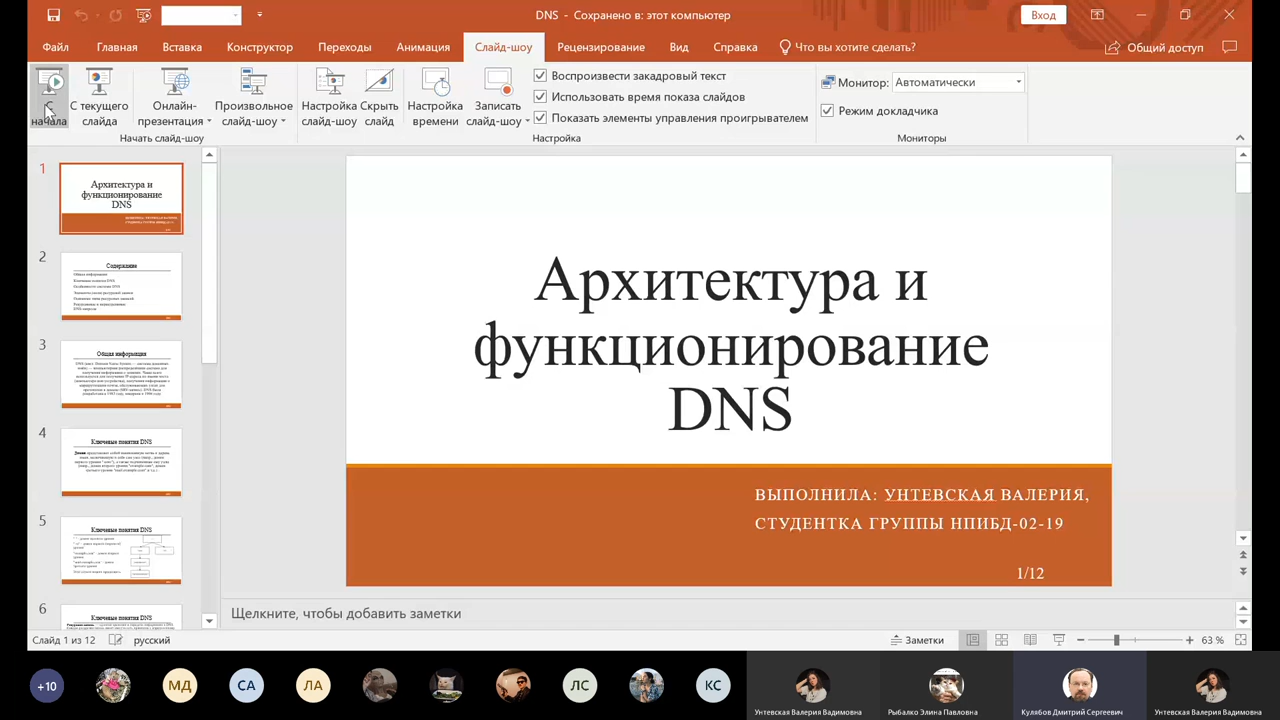 DNS - Сохранено в: этот компьютер
Вход
Файл Главная Вставка Конструктор Переходы Анимация Слайд-шоу Рецензирование Вид Справка Что вы хотите сделать? Общий доступ
С начала
С текущего слайда
Онлайн-презентация
Произвольное слайд-шоу
Настройка слайд-шоу
Скрыть слайд
Настройка времени
Записать слайд-шоу
Воспроизвести закадровый текст
Использовать время показа слайдов
Показать элементы управления проигрывателем
Монитор: Автоматически
Режим докладчика
Начать слайд-шоу
Настройка
Мониторы
1
Архитектура и
функционирование
DNS
2
Содержание
3
Общая информация
4
Ключевые понятия DNS
5
Ключевые понятия DNS
6
Ключевые понятия DNS
Архитектура и
функционирование
DNS
ВЫПОЛНИЛА: УНТЕВСКАЯ ВАЛЕРИЯ,
СТУДЕНТКА ГРУППЫ НПИБД-02-19
1/12
Щелкните, чтобы добавить заметки
Слайд 1 из 12 русский Заметки 63 %
+10 МД СА ЛА ЛС КС
Унтевская Валерия Вадимовна
Рыбалко Элина Павловна
Кулябов Дмитрий Сергеевич
Унтевская Валерия Вадимовна